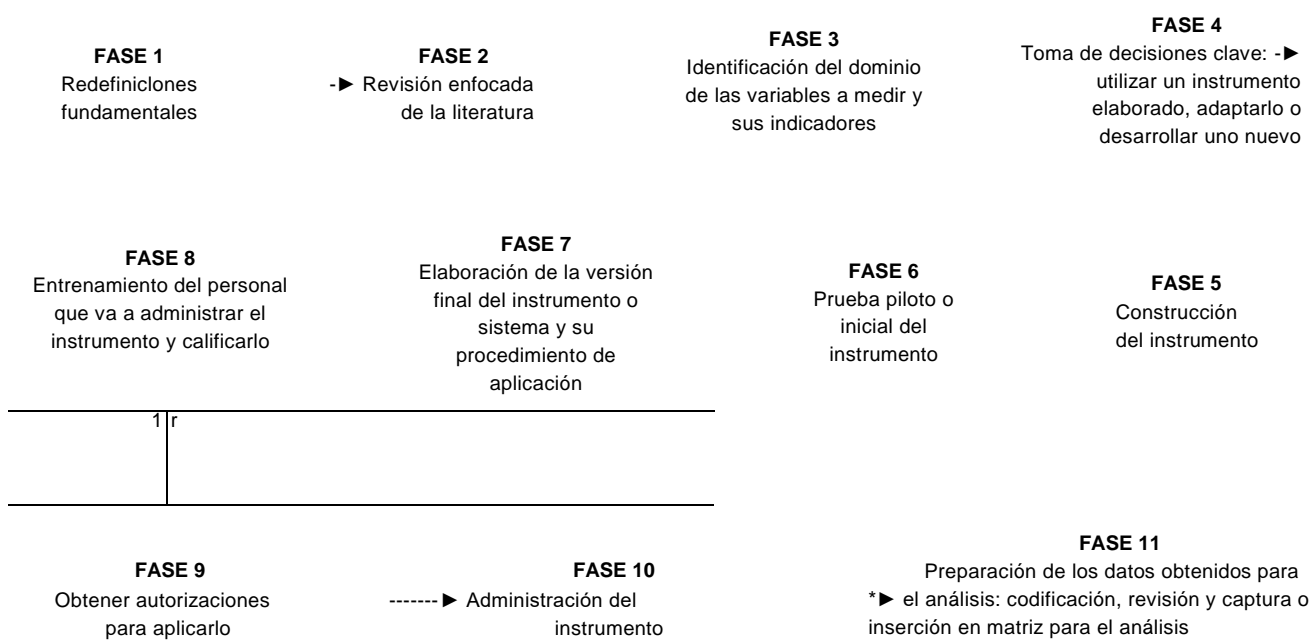 FASE 1
Redefiniclones
fundamentales
FASE 2
-► Revisión enfocada
de la literatura
FASE 3
Identificación del dominio
de las variables a medir y
sus indicadores
FASE 4
Toma de decisiones clave: -►
utilizar un instrumento
elaborado, adaptarlo o
desarrollar uno nuevo
FASE 8
Entrenamiento del personal
que va a administrar el
instrumento y calificarlo
FASE 7
Elaboración de la versión
final del instrumento o
sistema y su
procedimiento de
aplicación
FASE 6
Prueba piloto o
inicial del
instrumento
FASE 5
Construcción
del instrumento
1 r
FASE 9
Obtener autorizaciones
para aplicarlo
FASE 10
-------► Administración del
instrumento
FASE 11
Preparación de los datos obtenidos para
*► el análisis: codificación, revisión y captura o
inserción en matriz para el análisis